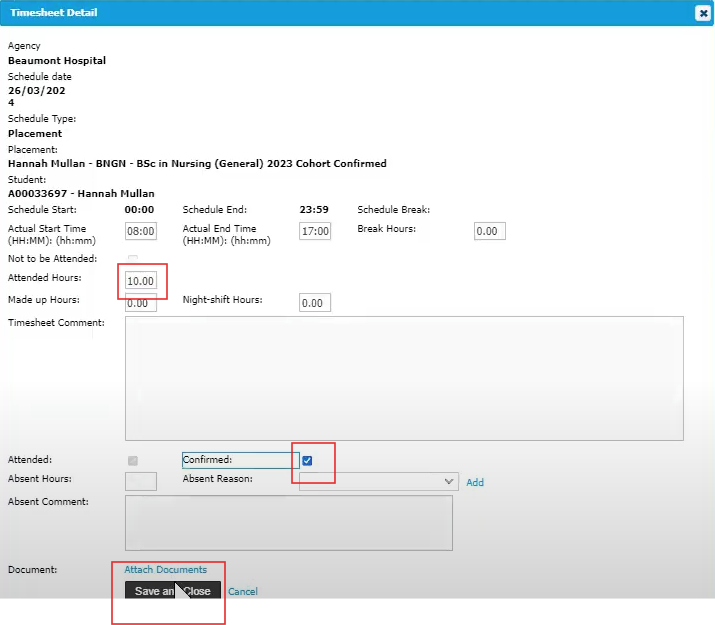 Timesheet Detail
Agency
Beaumont Hospital
Schedule date
26/03/202
4
Schedule Type:
Placement
Placement:
Hannah Mullan - BNGN - BSc in Nursing (General) 2023 Cohort Confirmed
Student:
A00033697 - Hannah Mullan
Schedule Start: 00:00 Schedule End: 23:59 Schedule Break:
Actual Start Time (HH:MM): (hh:mm) 08:00 Actual End Time (HH:MM): (hh:mm) 17:00 Break Hours: 0.00
Not to be Attended:
Attended Hours: 10.00
Made up Hours: 0.00 Night-shift Hours: 0.00
Timesheet Comment:
Attended: Confirmed:
Absent Hours: Absent Reason: Add
Absent Comment:
Document: Attach Documents
Save an Close Cancel